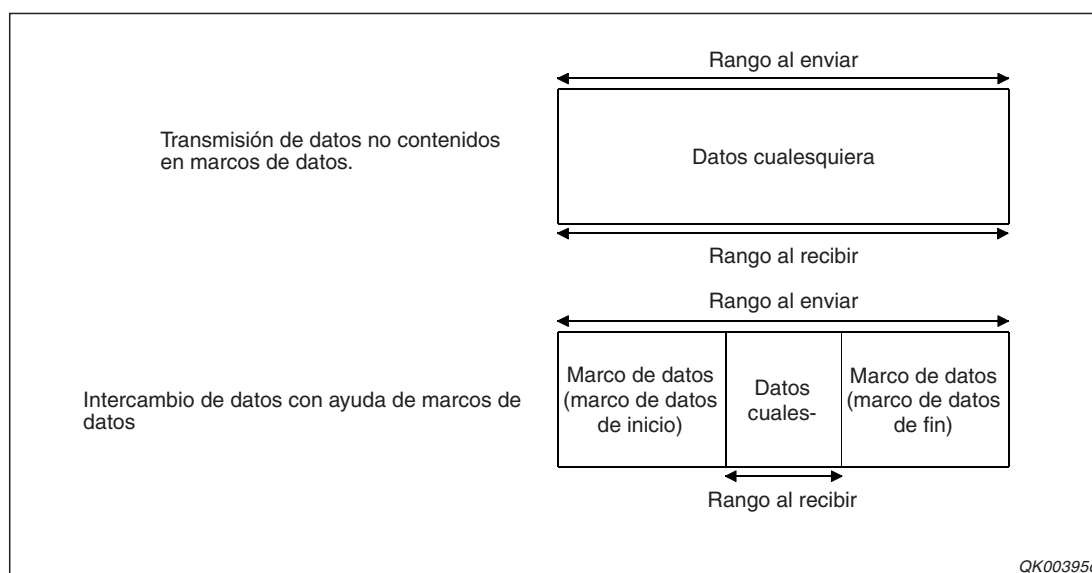 Rango al enviar
Transmisión de datos no contenidos
en marcos de datos.
Datos cualesquiera
Rango al recibir
Rango al enviar
Intercambio de datos con ayuda de marcos de
datos
Marco de datos
(marco de datos
de inicio)
Datos
cuales-
Marco de datos
(marco de datos
de fin)
Rango al recibir